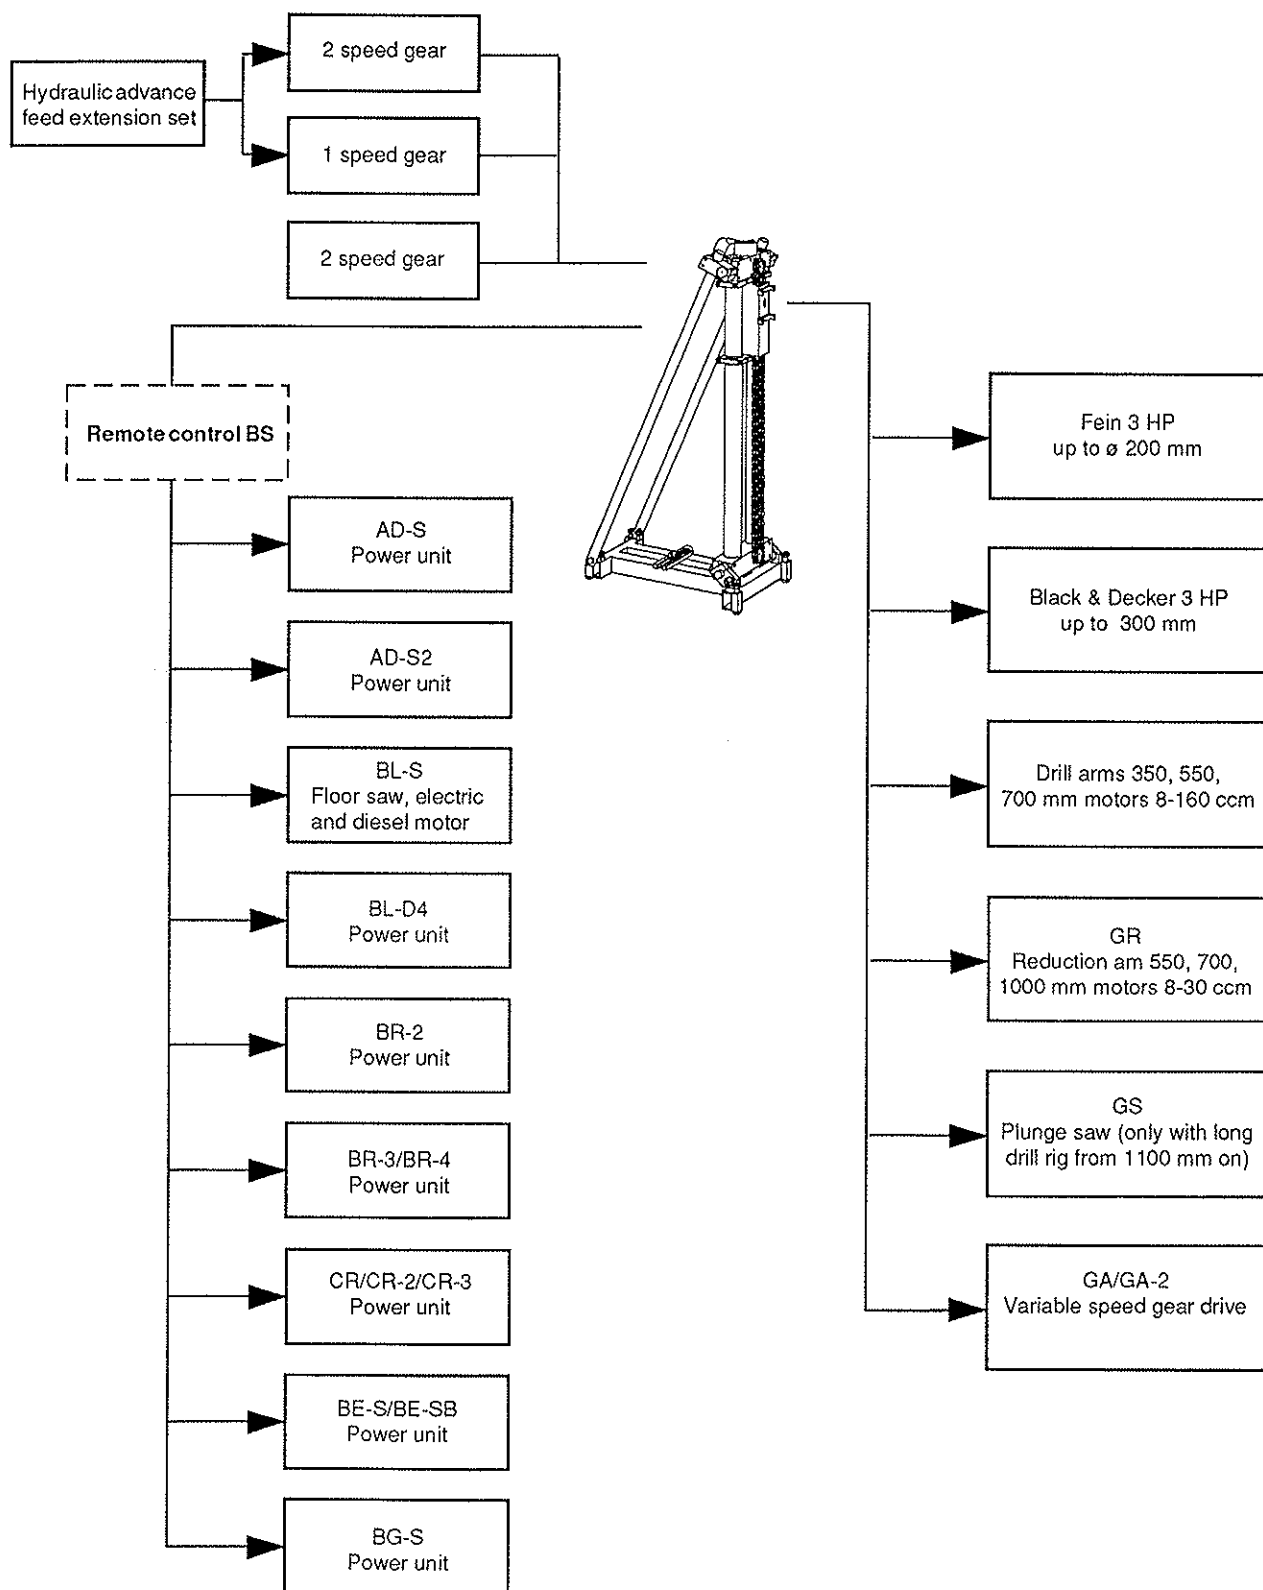 2 speed gear
Hydraulic advance
feed extension set
1 speed gear
2 speed gear
Remote control BS
AD-S
Power unit
AD-S2
Power unit
BL-S
Floor saw, electric
and diesel motor
BL-D4
Power unit
BR-2
Power unit
BR-3/BR-4
Power unit
CR/CR-2/CR-3
Power unit
BE-S/BE-SB
Power unit
BG-S
Power unit
Fein 3 HP
up to ø 200 mm
Black & Decker 3 HP
up to 300 mm
Drill arms 350, 550,
700 mm motors 8-160 ccm
GR
Reduction am 550, 700,
1000 mm motors 8-30 ccm
GS
Plunge saw (only with long
drill rig from 1100 mm on)
GA/GA-2
Variable speed gear drive